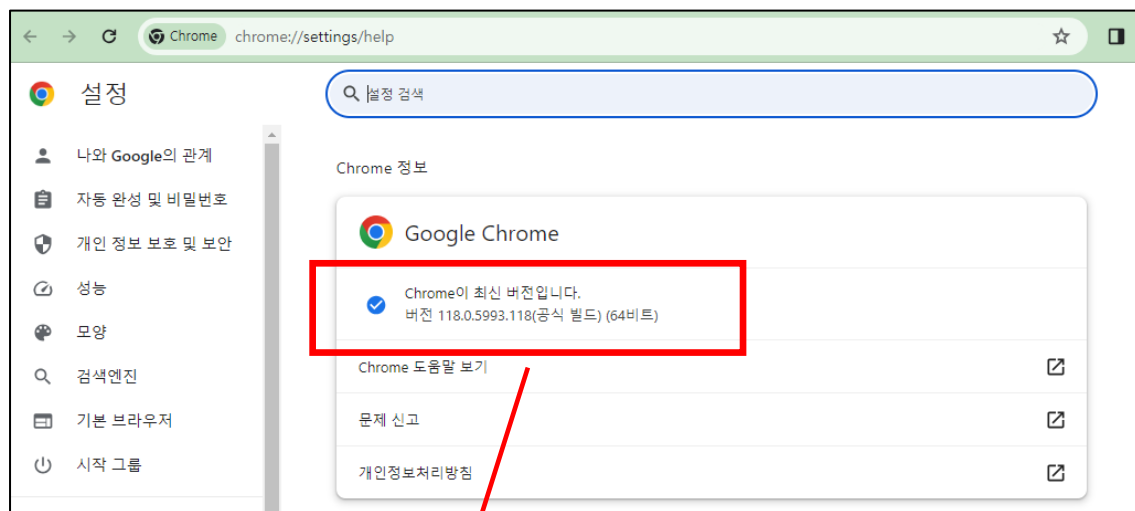 Chrome chrome://settings/help
설정
설정 검색
나와 Google의 관계
자동 완성 및 비밀번호
개인 정보 보호 및 보안
성능
모양
검색엔진
기본 브라우저
시작 그룹
Chrome 정보
Google Chrome
Chrome이 최신 버전입니다.
버전 118.0.5993.118(공식 빌드) (64비트)
Chrome 도움말 보기
문제 신고
개인정보처리방침